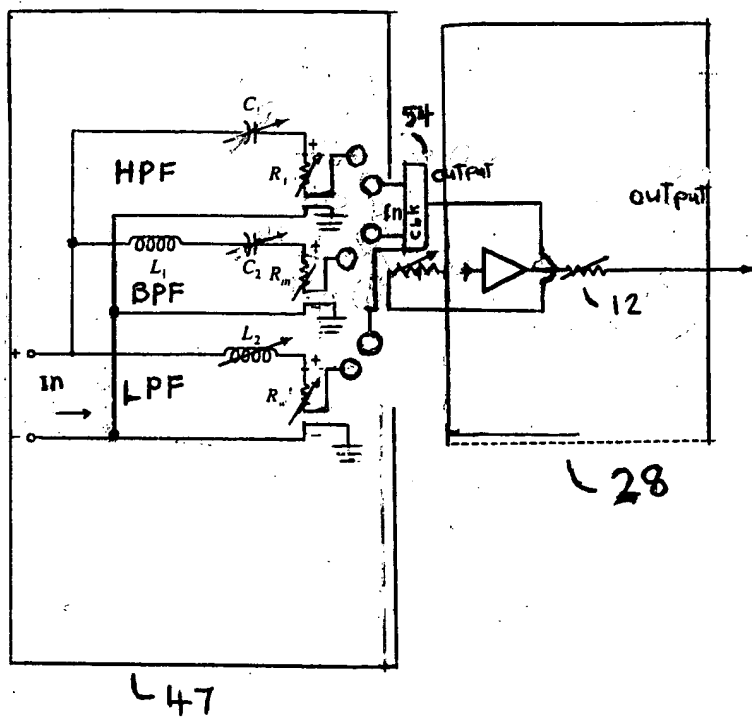 C₁
54
HPF
R₁
output
output
In
CLK
L₁
C₂
Rm
BPF
12
L₂
+
In
LPF
-
28
47